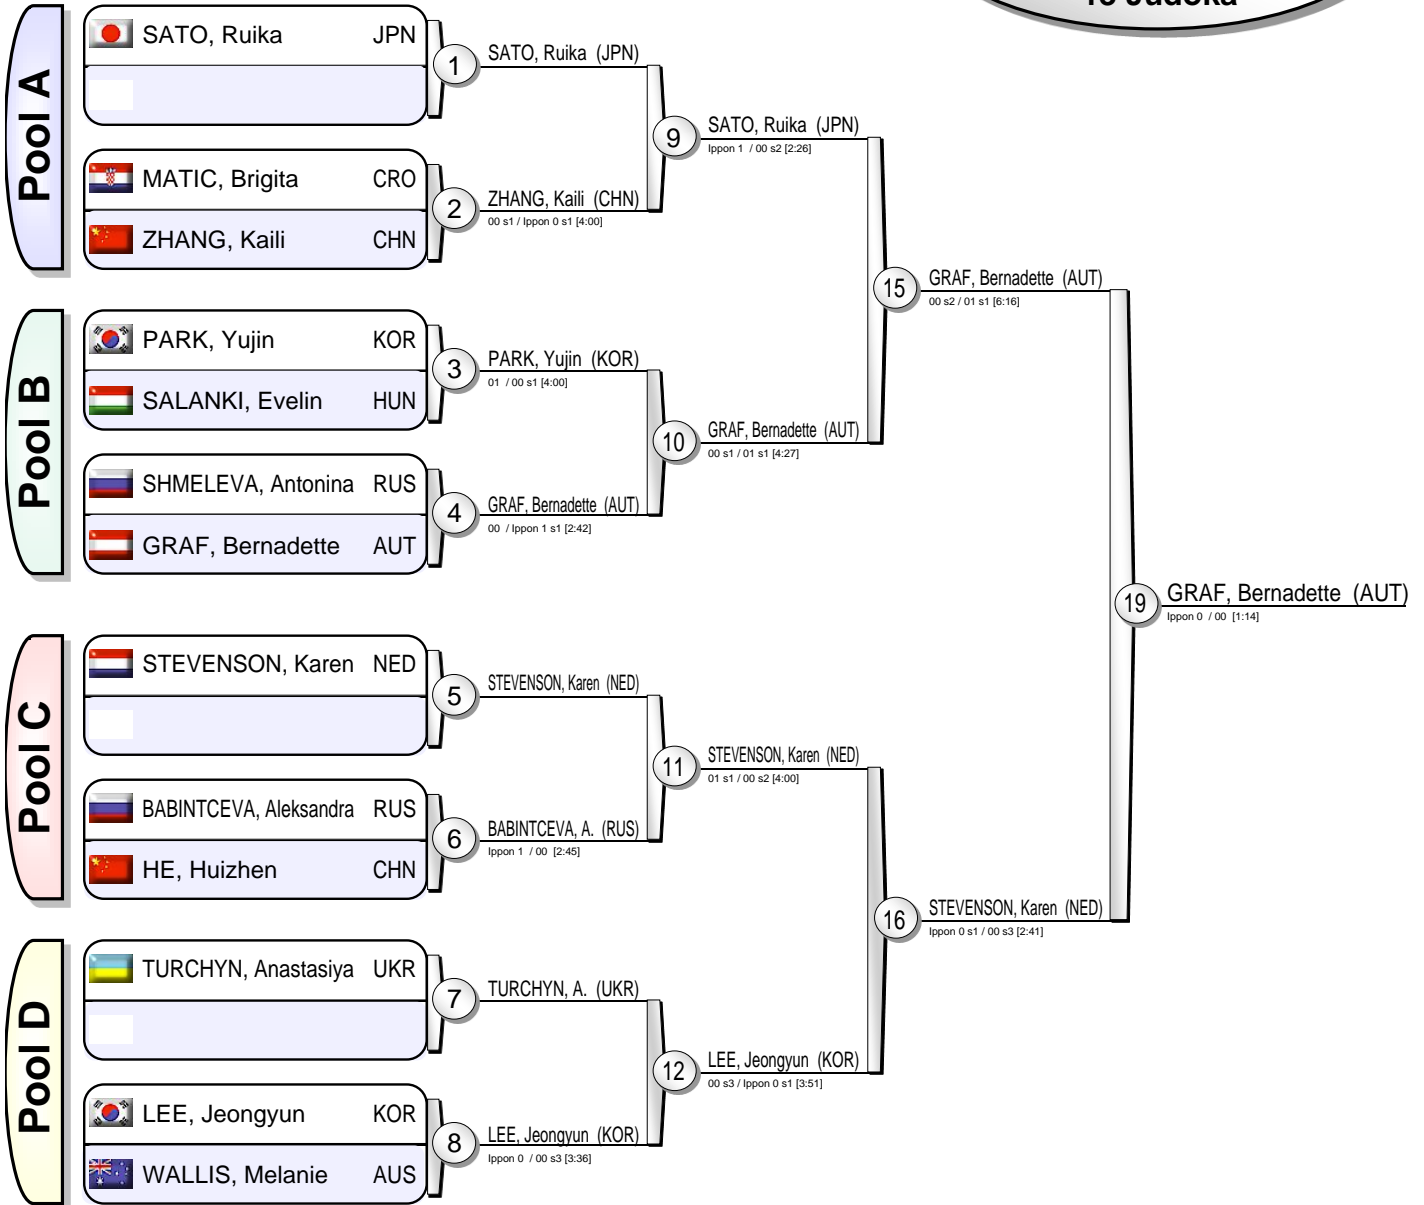 Judoka
Pool A
SATO, Ruika JPN
MATIC, Brigita CRO
ZHANG, Kaili CHN
Pool B
PARK, Yujin KOR
SALANKI, Evelin HUN
SHMELEVA, Antonina RUS
GRAF, Bernadette AUT
Pool C
STEVENSON, Karen NED
BABINTCEVA, Aleksandra RUS
HE, Huizhen CHN
Pool D
TURCHYN, Anastasiya UKR
LEE, Jeongyun KOR
WALLIS, Melanie AUS
1 SATO, Ruika (JPN)
2 ZHANG, Kaili (CHN)
00 s1 / Ippon 0 s1 [4:00]
3 PARK, Yujin (KOR)
01 / 00 s1 [4:00]
4 GRAF, Bernadette (AUT)
00 / Ippon 1 s1 [2:42]
5 STEVENSON, Karen (NED)
6 BABINTCEVA, A. (RUS)
Ippon 1 / 00 [2:45]
7 TURCHYN, A. (UKR)
8 LEE, Jeongyun (KOR)
Ippon 0 / 00 s3 [3:36]
9 SATO, Ruika (JPN)
Ippon 1 / 00 s2 [2:26]
10 GRAF, Bernadette (AUT)
00 s1 / 01 s1 [4:27]
11 STEVENSON, Karen (NED)
01 s1 / 00 s2 [4:00]
12 LEE, Jeongyun (KOR)
00 s3 / Ippon 0 s1 [3:51]
15 GRAF, Bernadette (AUT)
00 s2 / 01 s1 [6:16]
16 STEVENSON, Karen (NED)
Ippon 0 s1 / 00 s3 [2:41]
19 GRAF, Bernadette (AUT)
Ippon 0 / 00 [1:14]